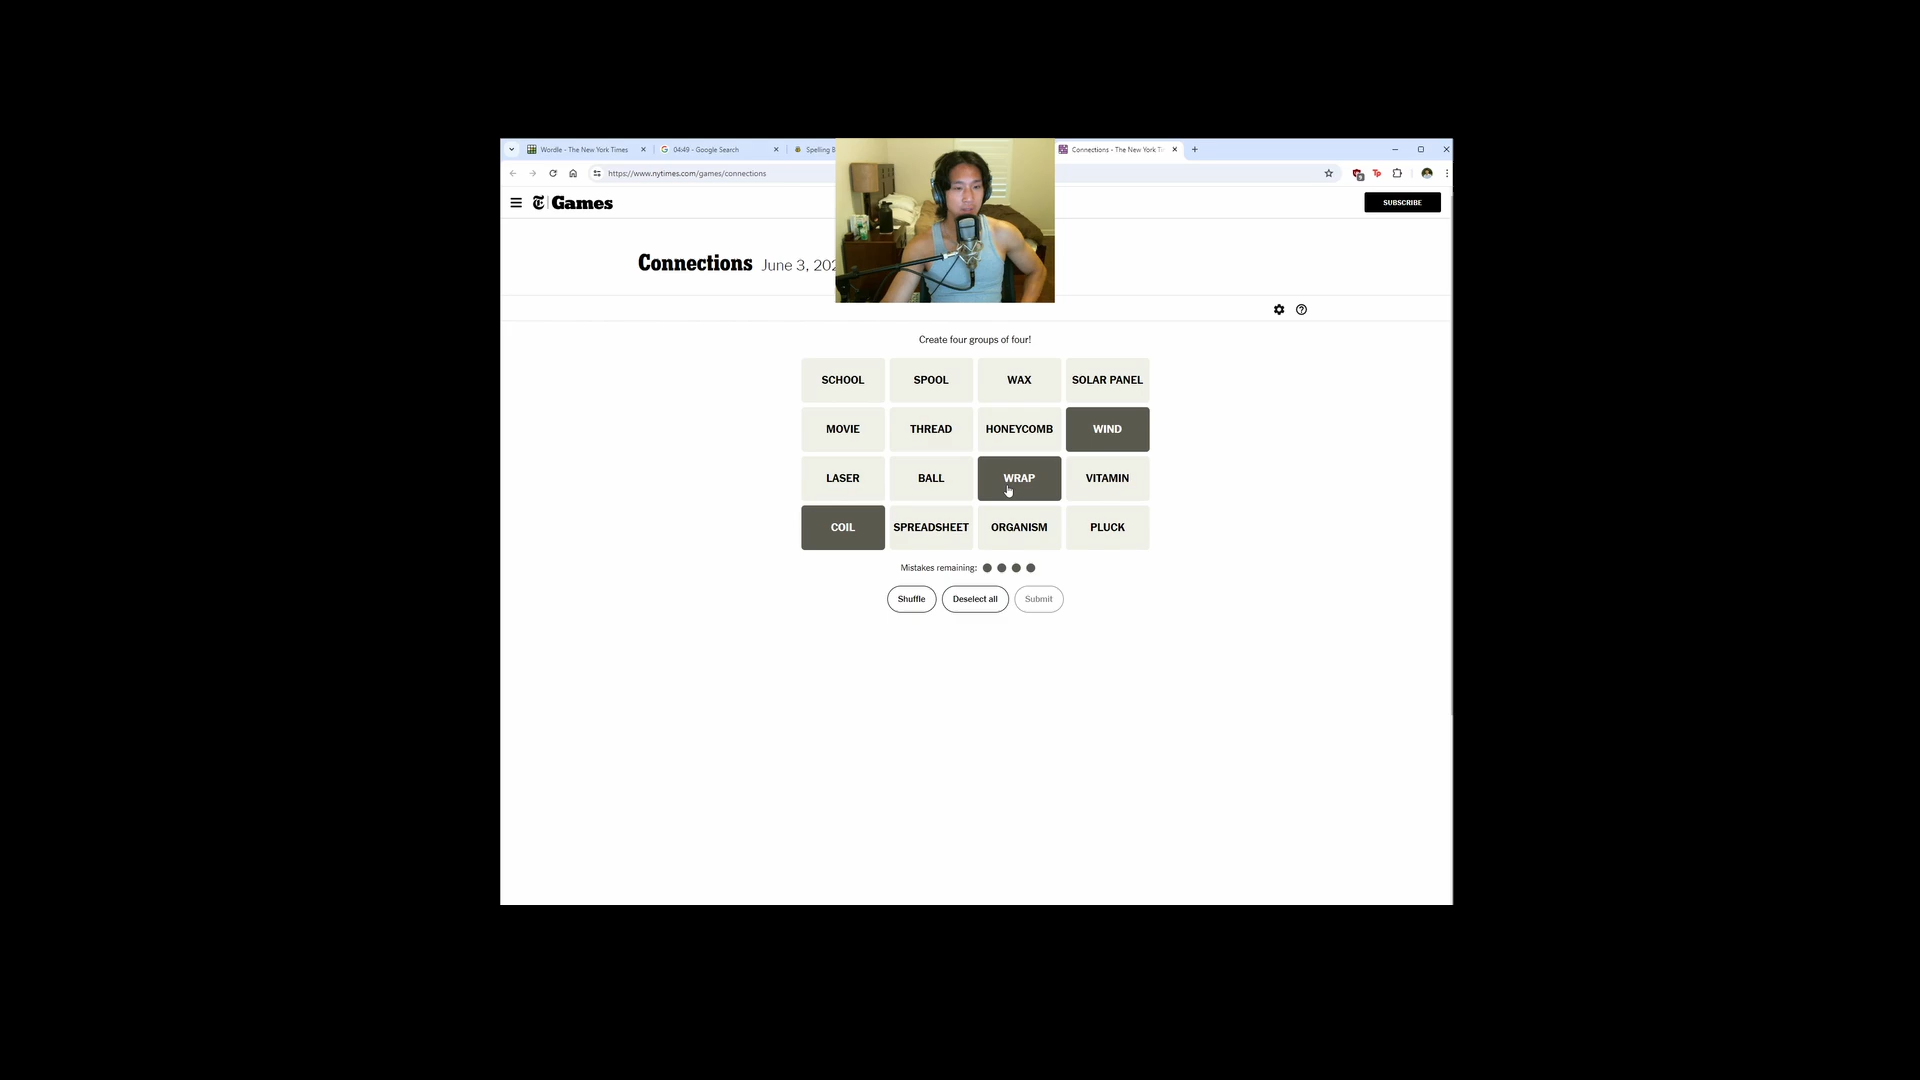 Wordle - The New York Times
04:49 - Google Search
Spelling B
Connections - The New York Ti
https://www.nytimes.com/games/connections
Games
SUBSCRIBE
Connections June 3, 202
Create four groups of four!
SCHOOL SPOOL WAX SOLAR PANEL
MOVIE THREAD HONEYCOMB WIND
LASER BALL WRAP VITAMIN
COIL SPREADSHEET ORGANISM PLUCK
Mistakes remaining:
Shuffle Deselect all Submit